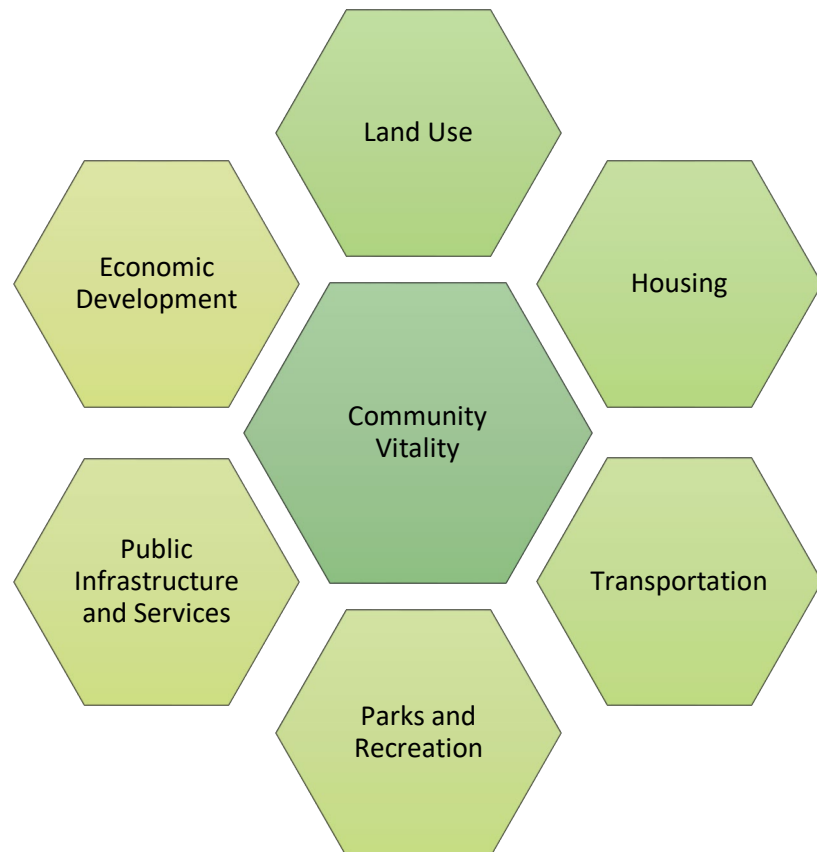 Land Use
Economic
Development
Housing
Community
Vitality
Public
Infrastructure
and Services
Transportation
Parks and
Recreation